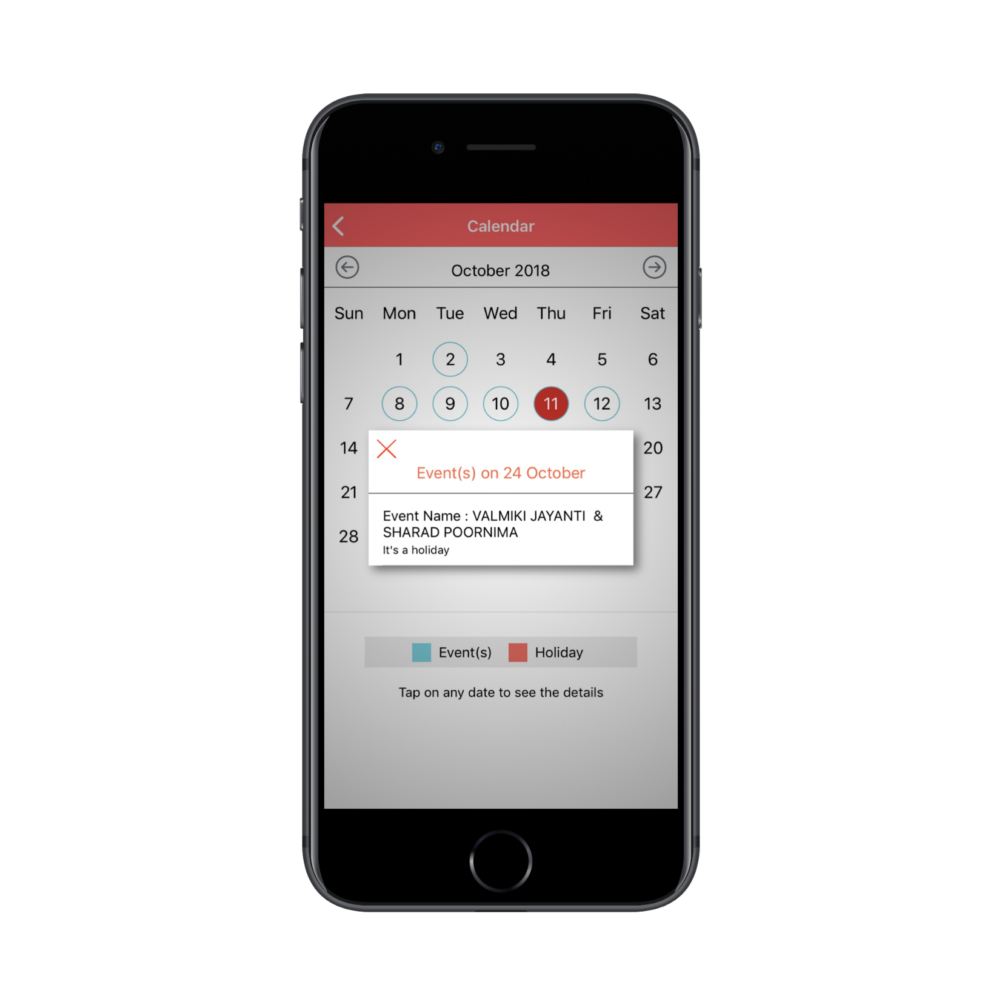 Calendar
October 2018
Sun Mon Tue Wed Thu Fri Sat
1 2 3 4 5 6
7 8 9 10 11 12 13
14 20
Event(s) on 24 October
21 27
Event Name : VALMIKI JAYANTI &
SHARAD POORNIMA
28
It's a holiday
Event(s) Holiday
Tap on any date to see the details